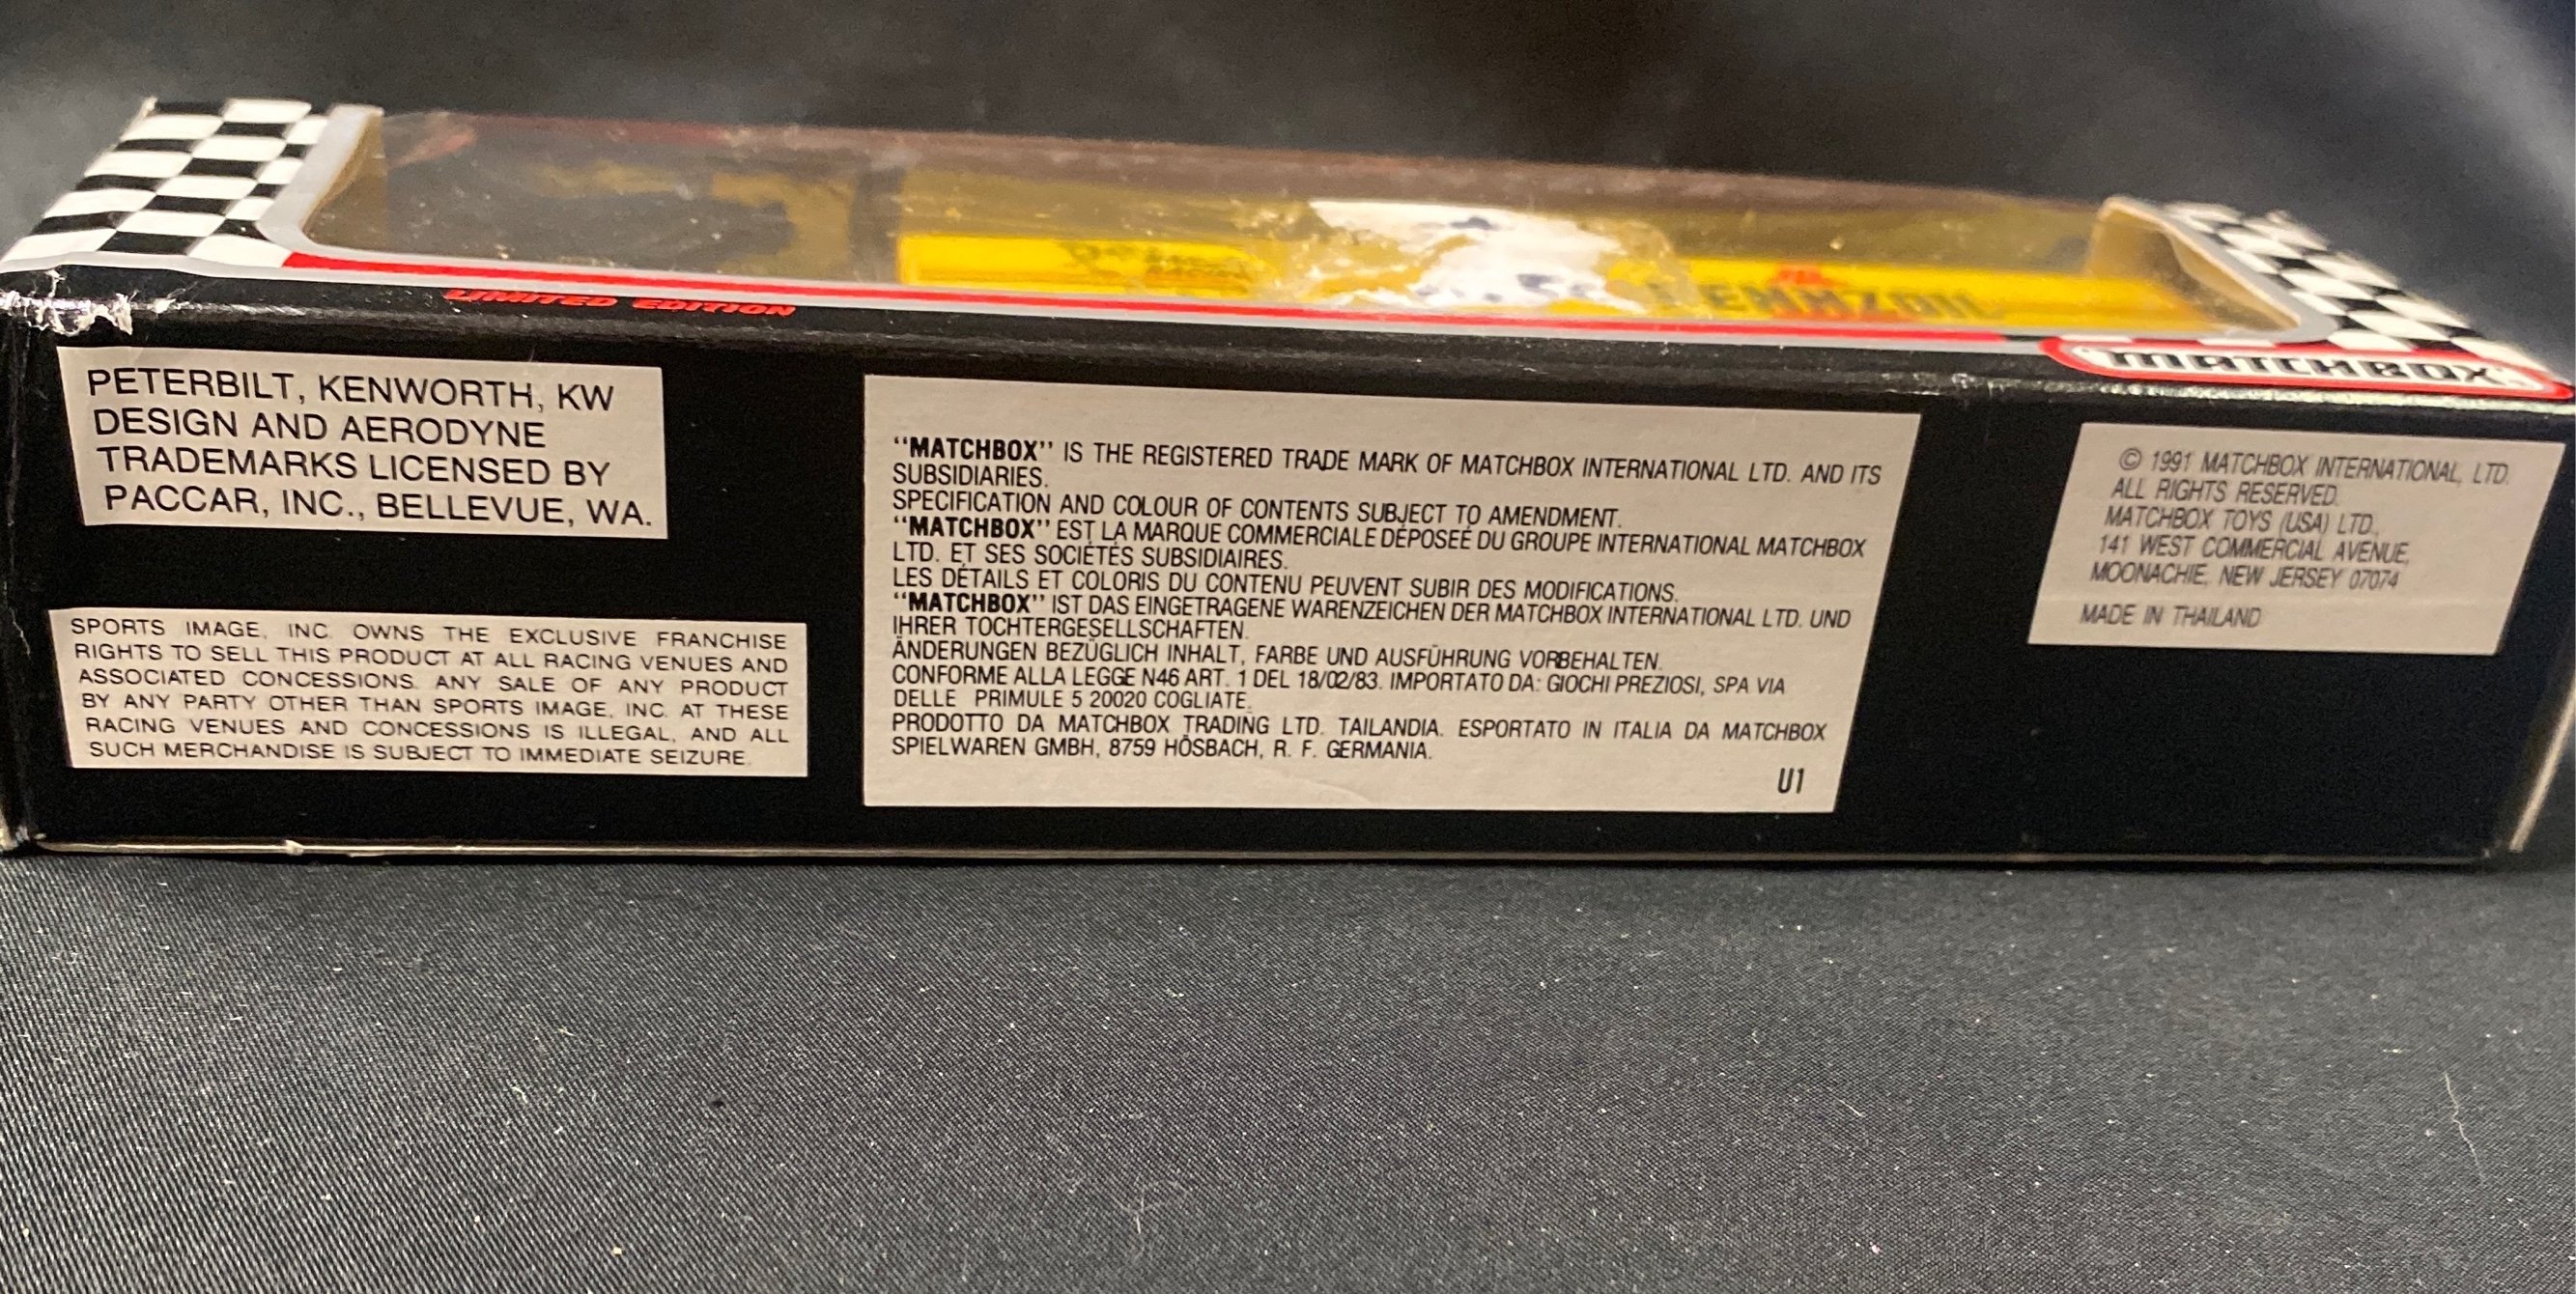 LIMITED EDITION
MATCHBOX
PETERBILT, KENWORTH, KW
DESIGN AND AERODYNE
TRADEMARKS LICENSED BY
PACCAR, INC., BELLEVUE, WA.
SPORTS IMAGE, INC. OWNS THE EXCLUSIVE FRANCHISE
RIGHTS TO SELL THIS PRODUCT AT ALL RACING VENUES AND
ASSOCIATED CONCESSIONS. ANY SALE OF ANY PRODUCT
BY ANY PARTY OTHER THAN SPORTS IMAGE, INC. AT THESE
RACING VENUES AND CONCESSIONS IS ILLEGAL, AND ALL
SUCH MERCHANDISE IS SUBJECT TO IMMEDIATE SEIZURE.
“MATCHBOX” IS THE REGISTERED TRADE MARK OF MATCHBOX INTERNATIONAL LTD. AND ITS
SUBSIDIARIES.
SPECIFICATION AND COLOUR OF CONTENTS SUBJECT TO AMENDMENT.
“MATCHBOX” EST LA MARQUE COMMERCIALE DÉPOSÉE DU GROUPE INTERNATIONAL MATCHBOX
LTD. ET SES SOCIÉTÉS SUBSIDIAIRES.
LES DÉTAILS ET COLORIS DU CONTENU PEUVENT SUBIR DES MODIFICATIONS.
“MATCHBOX” IST DAS EINGETRAGENE WARENZEICHEN DER MATCHBOX INTERNATIONAL LTD. UND
IHRER TOCHTERGESELLSCHAFTEN.
ÄNDERUNGEN BEZÜGLICH INHALT, FARBE UND AUSFÜHRUNG VORBEHALTEN.
CONFORME ALLA LEGGE N46 ART. 1 DEL 18/02/83. IMPORTATO DA: GIOCHI PREZIOSI, SPA VIA
DELLE PRIMULE 5 20020 COGLIATE.
PRODOTTO DA MATCHBOX TRADING LTD. TAILANDIA. ESPORTATO IN ITALIA DA MATCHBOX
SPIELWAREN GMBH, 8759 HÖSBACH, R. F. GERMANIA.
U1
© 1991 MATCHBOX INTERNATIONAL, LTD.
ALL RIGHTS RESERVED.
MATCHBOX TOYS (USA) LTD.,
141 WEST COMMERCIAL AVENUE,
MOONACHIE, NEW JERSEY 07074
MADE IN THAILAND